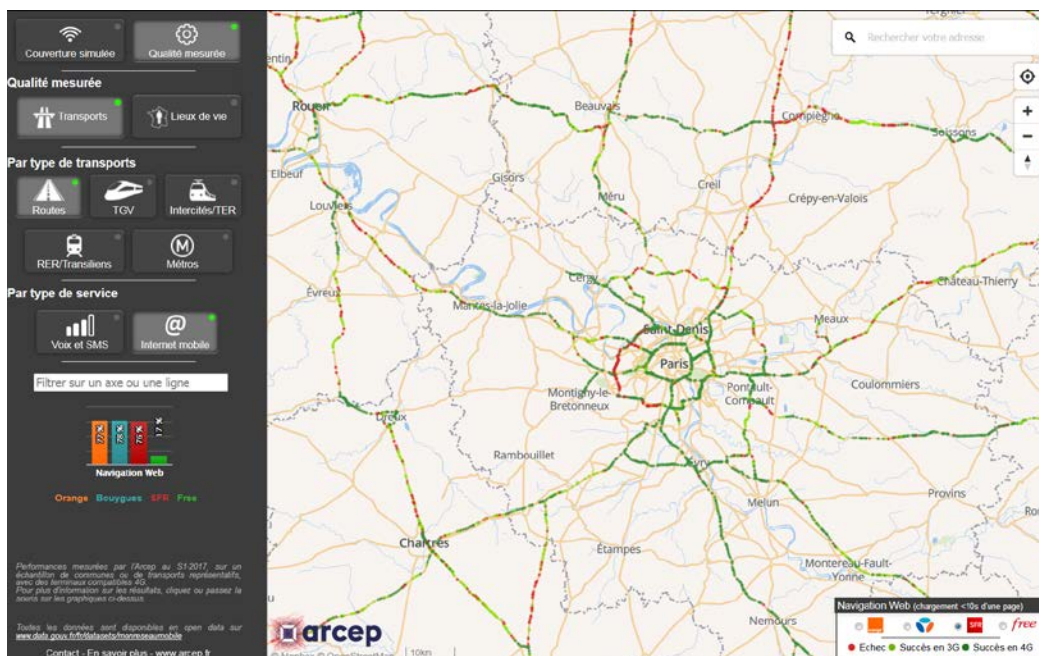 Couverture simulée
Qualité mesurée
Qualité mesurée
Transports
Lieux de vie
Par type de transports
Routes
TGV
Intercités/TER
RER/Transiliens
M
Métros
Par type de service
Voix et SMS
@
Internet mobile
Filtrer sur un axe ou une ligne
77 %
78 %
76 %
17 %
Navigation Web
Orange Bouygues SFR Free
Performances mesurées par l'Arcep au S1-2017, sur un
échantillon de communes ou de transports représentatifs,
avec des terminaux compatibles 4G.
Pour plus d'information sur les résultats, cliquez ou passez la
souris sur les graphiques ci-dessus.
Toutes les données sont disponibles en open data sur
www.data.gouv.fr/fr/datasets/monreseaumobile
Contact - En savoir plus - www.arcep.fr
Rechercher votre adresse
+
−
Rouen
Beauvais
Compiègne
Soissons
Elbeuf
Gisors
Creil
Louviers
Méru
Crépy-en-Valois
Cergy
Évreux
Mantes-la-Jolie
Château-Thierry
Saint-Denis
Meaux
Paris
Montigny-le-
Bretonneux
Pontault-
Combault
Coulommiers
Dreux
Rambouillet
Évry
Melun
Provins
Chartres
Étampes
Montereau-Fault-
Yonne
Nemours
arcep
© Mapbox © OpenStreetMap
10km
Navigation Web (chargement <10s d'une page)
orange
SFR
free
Echec Succès en 3G Succès en 4G